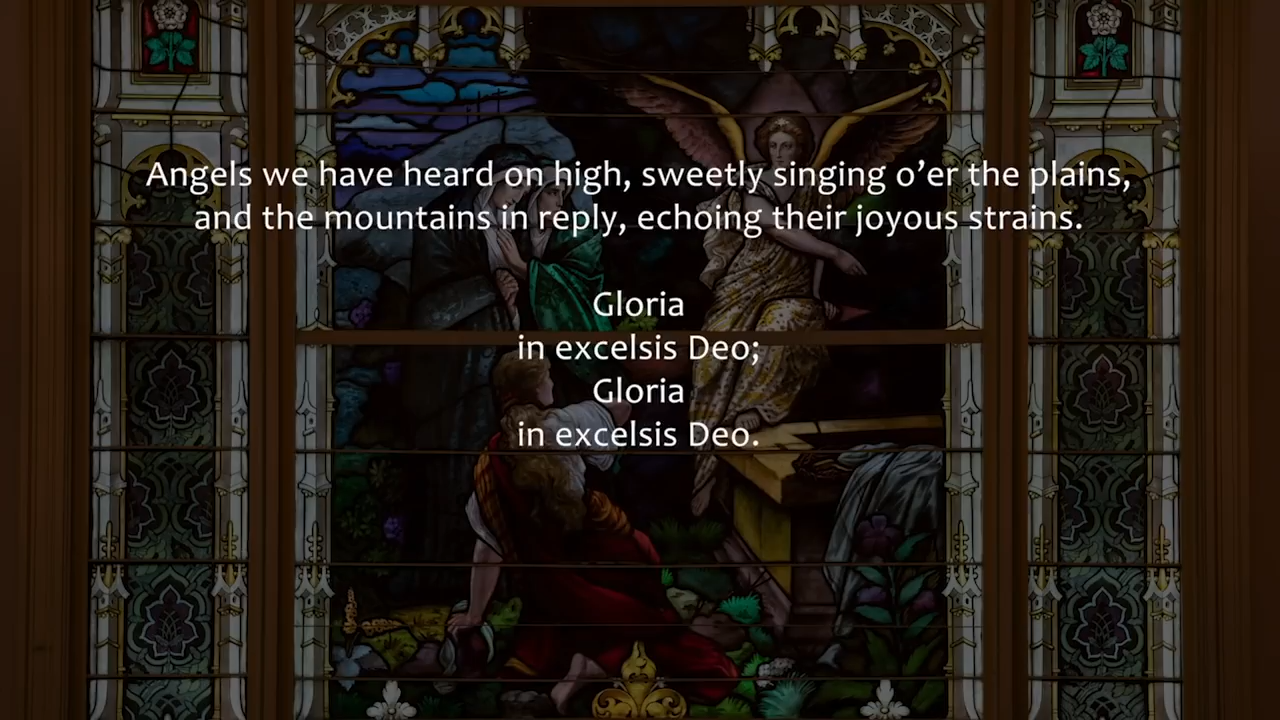 Angels we have heard on high, sweetly singing o’er the plains,
and the mountains in reply, echoing their joyous strains.
Gloria
in excelsis Deo;
Gloria
in excelsis Deo.